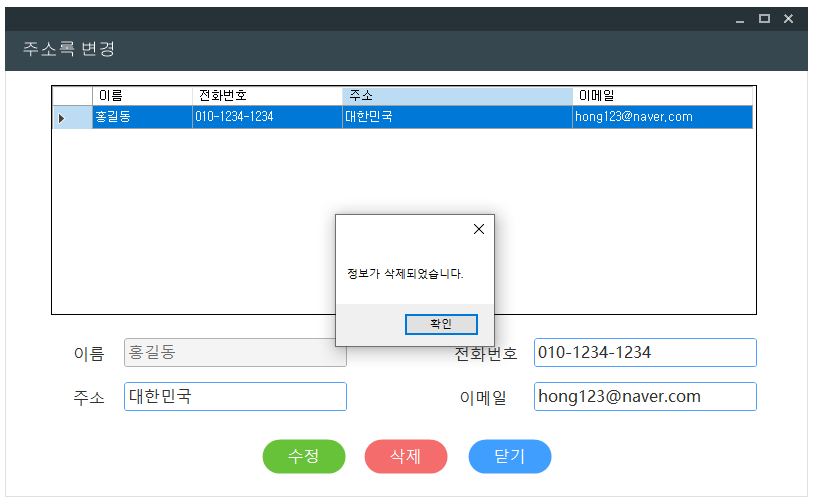 주소록 변경
이름 전화번호 주소 이메일
홍길동 010-1234-1234 대한민국 hong123@naver.com
정보가 삭제되었습니다.
확인
이름 홍길동 전화번호 010-1234-1234
주소 대한민국 이메일 hong123@naver.com
수정 삭제 닫기